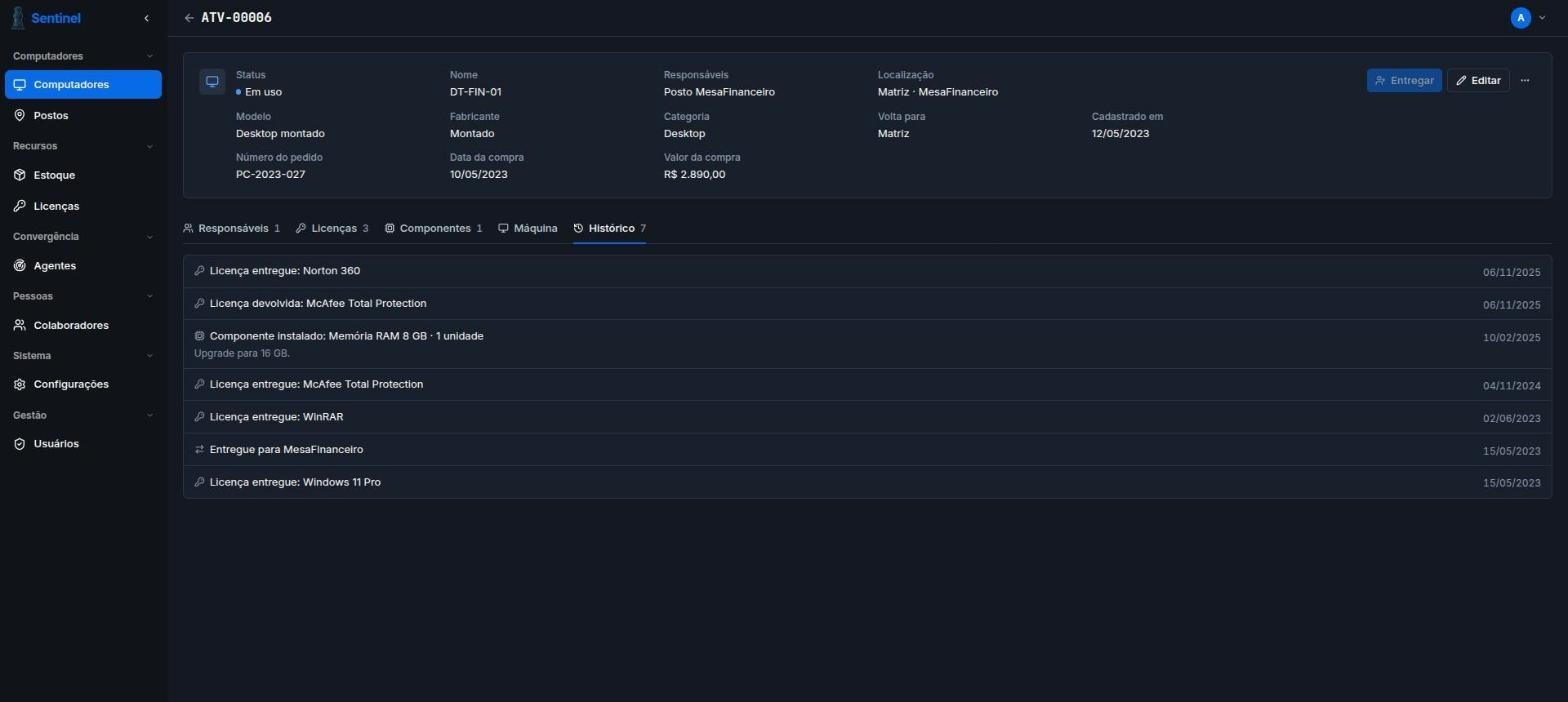 Sentinel
ATV-00006
A
Computadores
Computadores
Postos
Recursos
Estoque
Licenças
Convergência
Agentes
Pessoas
Colaboradores
Sistema
Configurações
Gestão
Usuários
Status
Em uso
Nome
DT-FIN-01
Responsáveis
Posto MesaFinanceiro
Localização
Matriz · MesaFinanceiro
Entregar
Editar
Modelo
Desktop montado
Fabricante
Montado
Categoria
Desktop
Volta para
Matriz
Cadastrado em
12/05/2023
Número do pedido
PC-2023-027
Data da compra
10/05/2023
Valor da compra
R$ 2.890,00
Responsáveis 1
Licenças 3
Componentes 1
Máquina
Histórico 7
Licença entregue: Norton 360 06/11/2025
Licença devolvida: McAfee Total Protection 06/11/2025
Componente instalado: Memória RAM 8 GB · 1 unidade 10/02/2025
Upgrade para 16 GB.
Licença entregue: McAfee Total Protection 04/11/2024
Licença entregue: WinRAR 02/06/2023
Entregue para MesaFinanceiro 15/05/2023
Licença entregue: Windows 11 Pro 15/05/2023